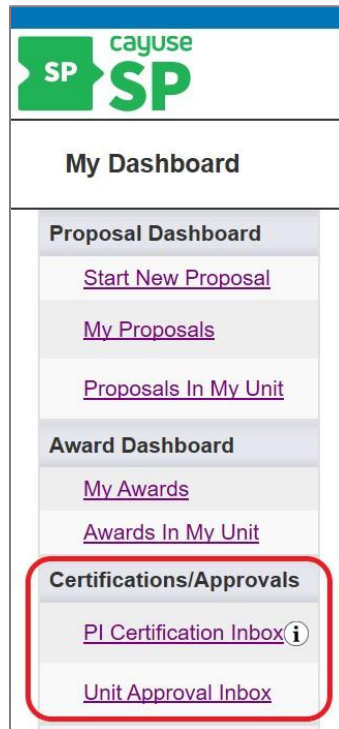 cayuse
SP SP
My Dashboard
Proposal Dashboard
Start New Proposal
My Proposals
Proposals In My Unit
Award Dashboard
My Awards
Awards In My Unit
Certifications/Approvals
PI Certification Inbox i
Unit Approval Inbox